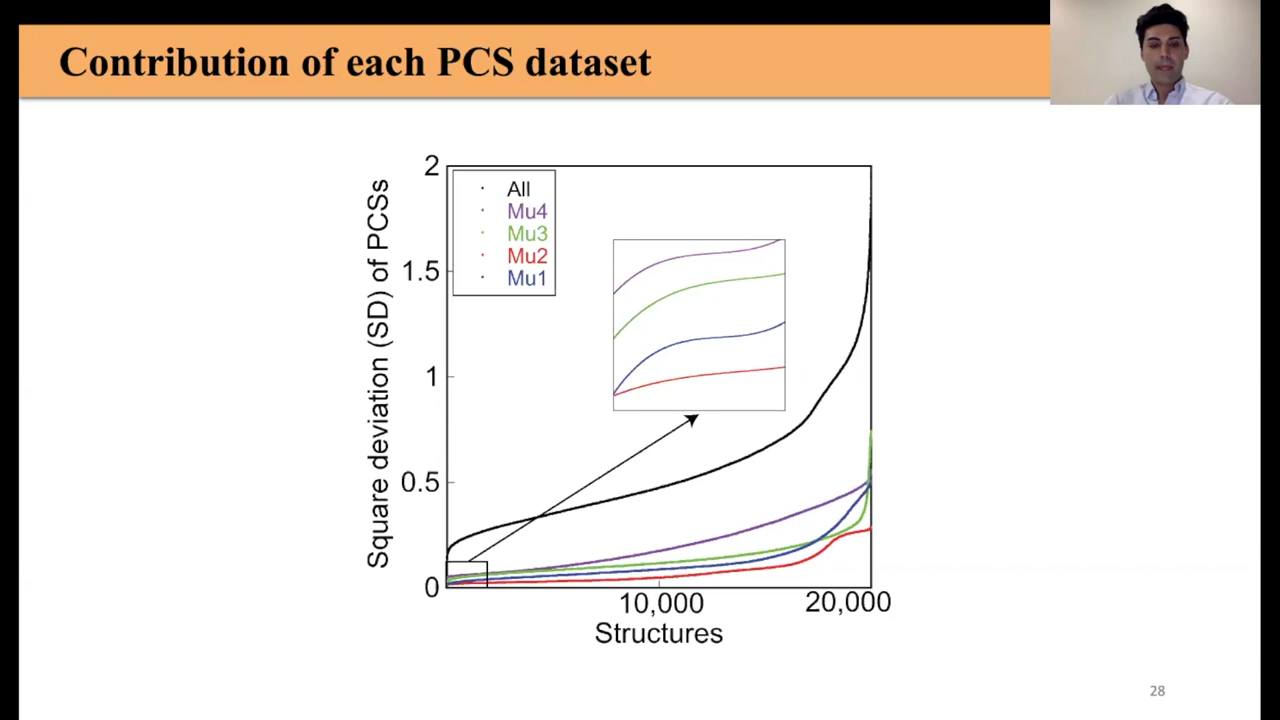 Contribution of each PCS dataset
2
All
Mu4
Mu3
Mu2
Mu1
1.5
1
0.5
0
Square deviation (SD) of PCSs
10,000
20,000
Structures
28